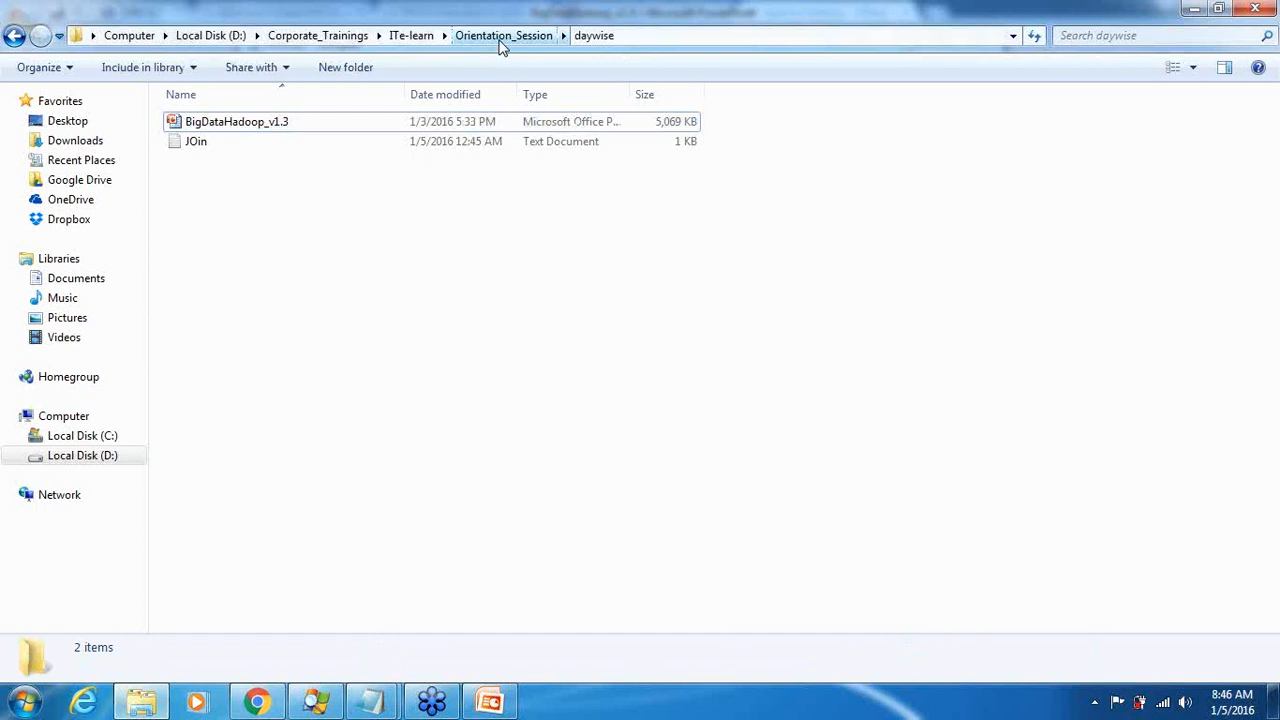 Computer Local Disk (D:) Corporate_Trainings ITe-learn Orientation_Session daywise Search daywise
Organize Include in library Share with New folder
Favorites
Desktop
Downloads
Recent Places
Google Drive
OneDrive
Dropbox
Libraries
Documents
Music
Pictures
Videos
Homegroup
Computer
Local Disk (C:)
Local Disk (D:)
Network
Name Date modified Type Size
BigDataHadoop_v1.3 1/3/2016 5:33 PM Microsoft Office P... 5,069 KB
JOin 1/5/2016 12:45 AM Text Document 1 KB
2 items
8:46 AM
1/5/2016